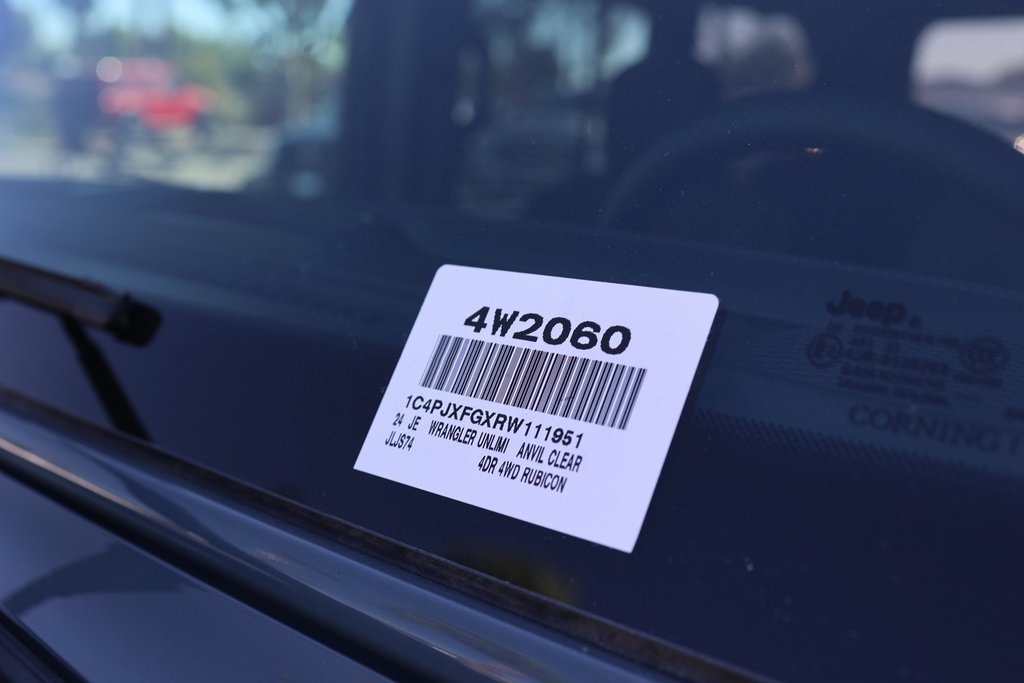 4W2060
1C4PJXFGXRW111951
24 JE WRANGLER UNLIMI ANVIL CLEAR
JLJS74 4DR 4WD RUBICON
Jeep
CORNING